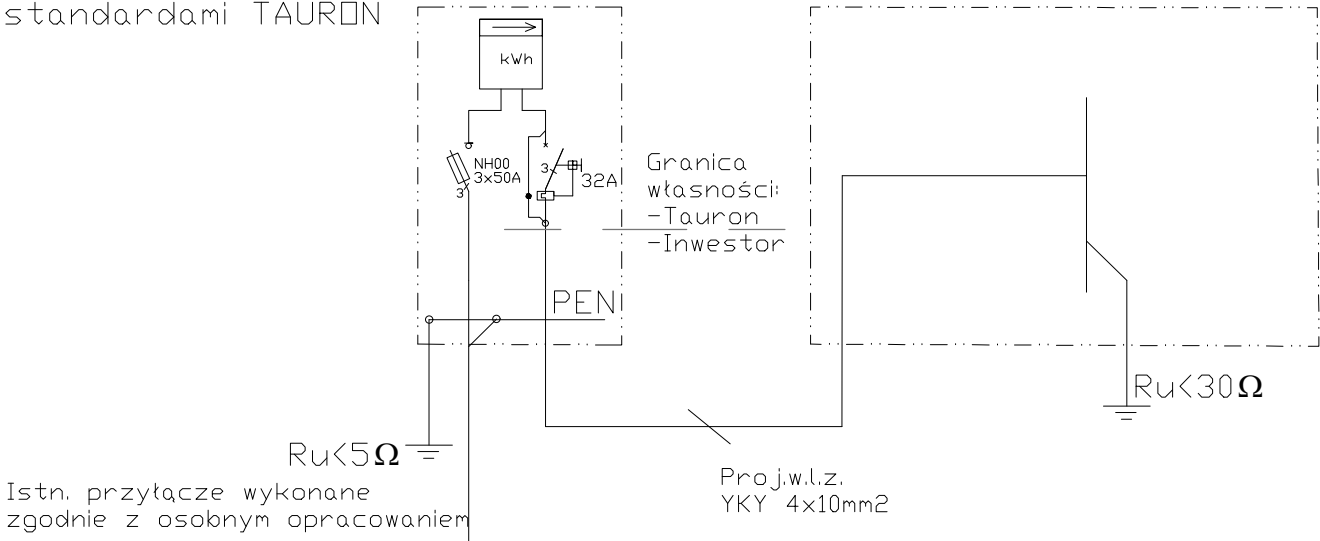 standardami TAURON
kWh
NH00
3x50A
3
3
32A
Granica
własności:
-Tauron
-Inwestor
PEN
Ru<30Ω
Ru<5Ω
Proj.w.l.z.
YKY 4x10mm2
Istn. przyłącze wykonane
zgodnie z osobnym opracowaniem